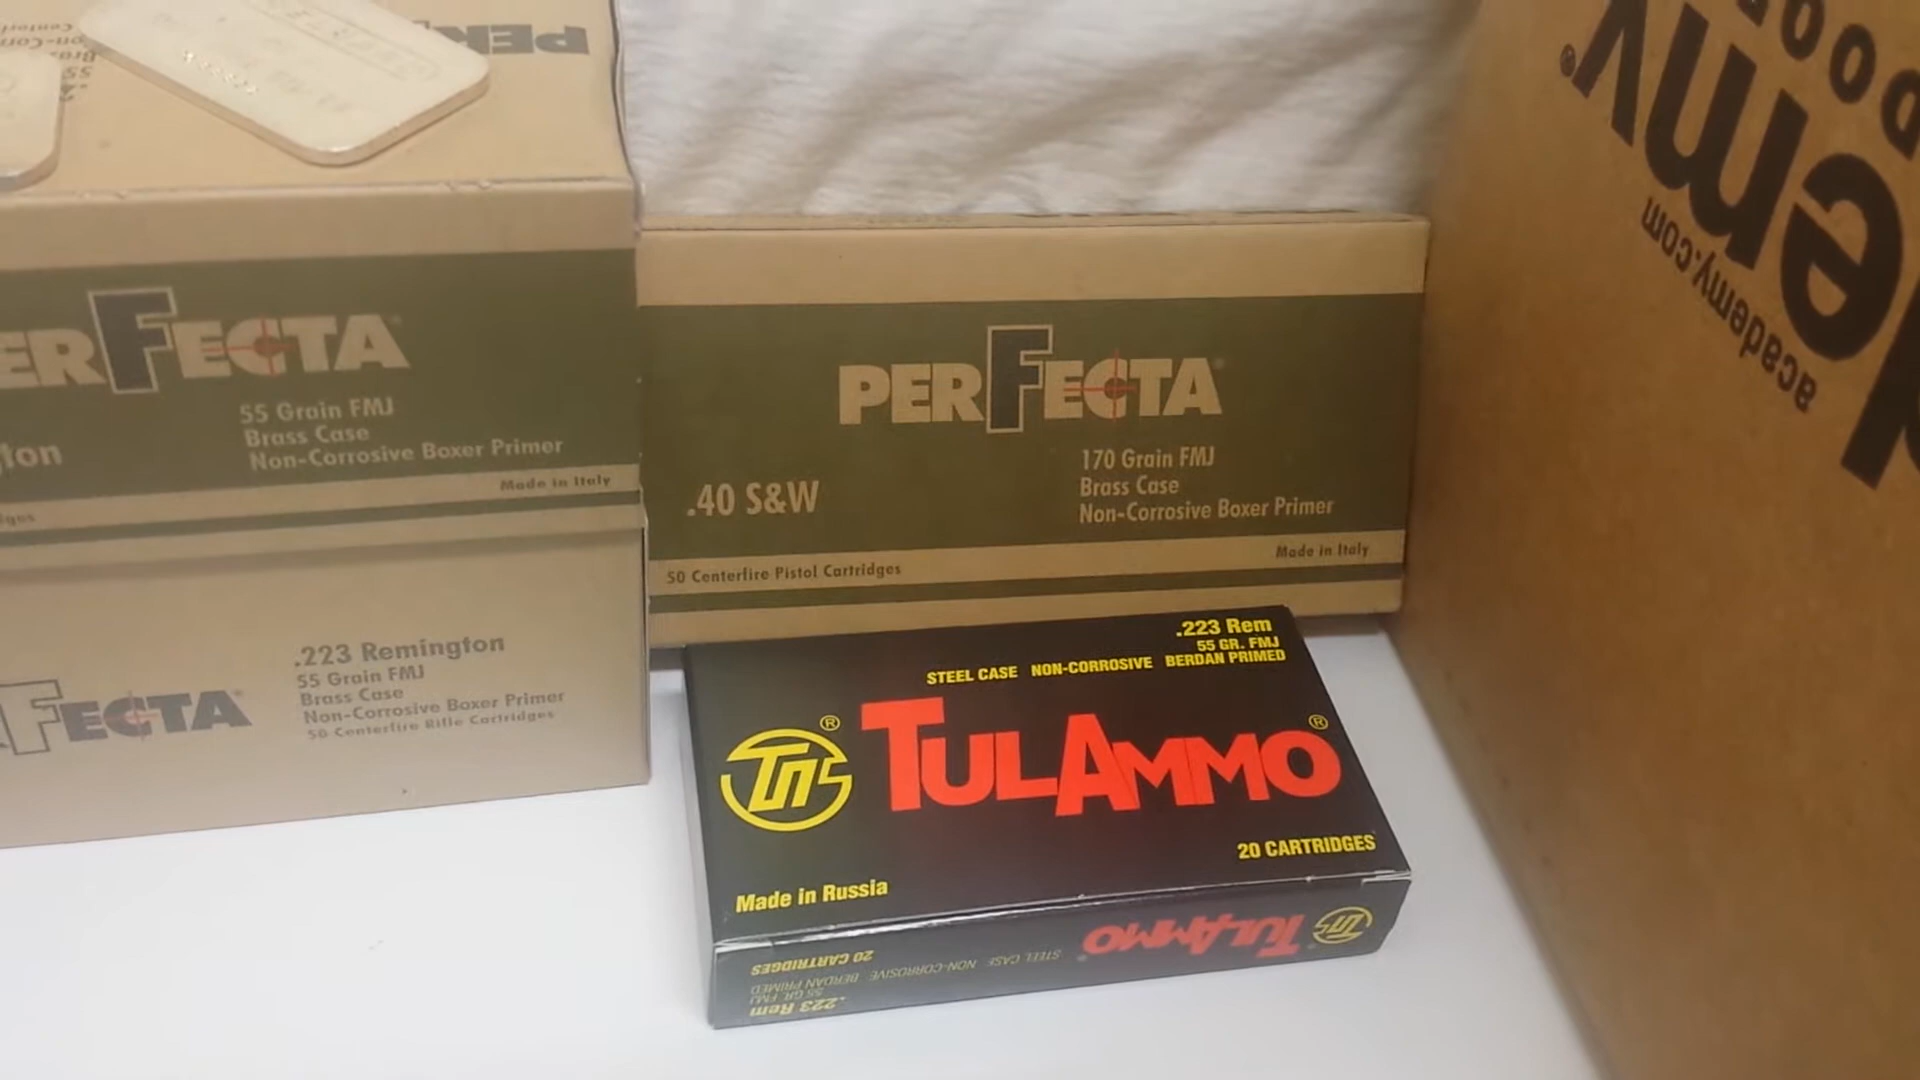 PERFECTA
55 Grain FMJ
Brass Case
Non-Corrosive Boxer Primer
Made in Italy
FECTA
.223 Remington
55 Grain FMJ
Brass Case
Non-Corrosive Boxer Primer
50 Centerfire Rifle Cartridges
PERFECTA
.40 S&W
170 Grain FMJ
Brass Case
Non-Corrosive Boxer Primer
Made in Italy
50 Centerfire Pistol Cartridges
.223 Rem
55 GR. FMJ
STEEL CASE NON-CORROSIVE BERDAN PRIMED
TULAMMO
20 CARTRIDGES
Made in Russia
TULAMMO
20 CARTRIDGES
STEEL CASE NON-CORROSIVE BERDAN PRIMED
55 GR. FMJ
.223 Rem
demy
academy.com